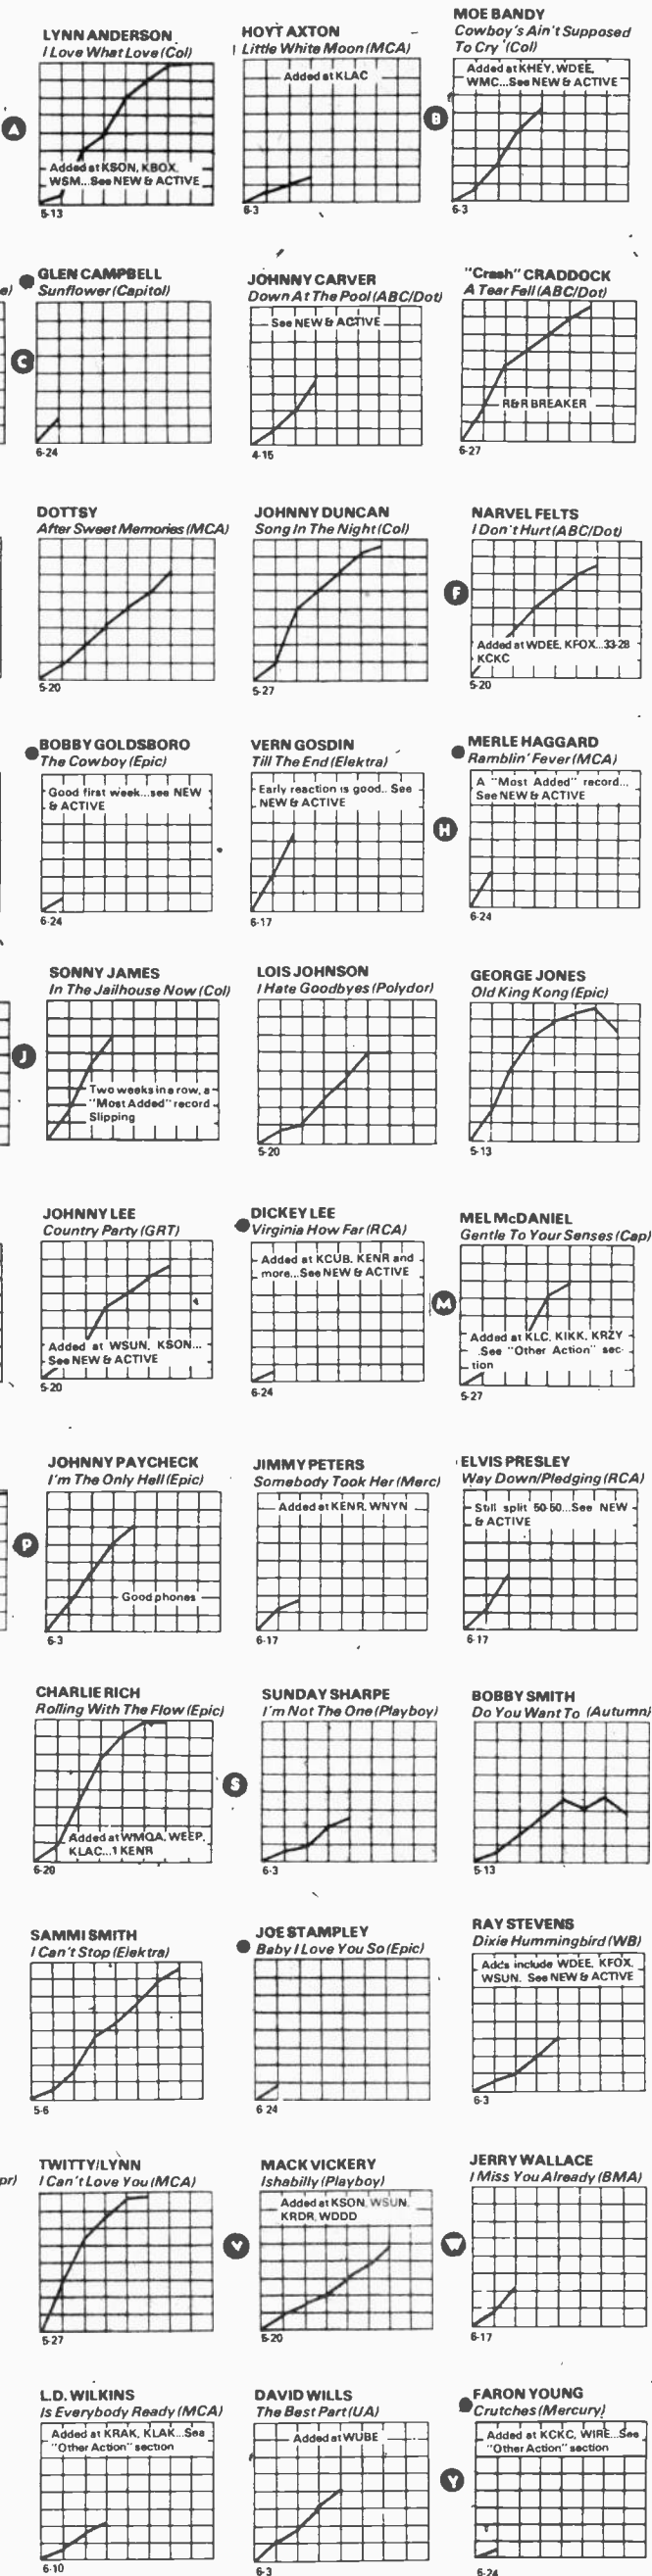 LYNN ANDERSON
I Love What Love (Col)
A
Added at KSON, KBOX,
WSM...See NEW & ACTIVE
5-13
HOYT AXTON
Little White Moon (MCA)
Added at KLAC
6-3
MOE BANDY
Cowboy's Ain't Supposed
To Cry (Col)
B
Added at KHEY, WDEE,
WMC...See NEW & ACTIVE
6-3
e)
GLEN CAMPBELL
Sunflower (Capitol)
C
6-24
JOHNNY CARVER
Down At The Pool (ABC/Dot)
See NEW & ACTIVE
4-15
"Crash" CRADDOCK
A Tear Fell (ABC/Dot)
R&R BREAKER
6-27
DOTTSY
After Sweet Memories (MCA)
5-20
JOHNNY DUNCAN
Song In The Night (Col)
5-27
NARVEL FELTS
I Don't Hurt (ABC/Dot)
F
Added at WDEE, KFOX...33-28
KCKC
5-20
BOBBY GOLDSBORO
The Cowboy (Epic)
Good first week...see NEW
& ACTIVE
6-24
VERN GOSDIN
Till The End (Elektra)
Early reaction is good.. See
NEW & ACTIVE
6-17
MERLE HAGGARD
Ramblin' Fever (MCA)
H
A "Most Added" record...
See NEW & ACTIVE
6-24
SONNY JAMES
In The Jailhouse Now (Col)
J
Two weeks in a row, a
"Most Added" record
Slipping
LOIS JOHNSON
I Hate Goodbyes (Polydor)
5-20
GEORGE JONES
Old King Kong (Epic)
5-13
JOHNNY LEE
Country Party (GRT)
Added at WSUN, KSON...
See NEW & ACTIVE
5-20
DICKEY LEE
Virginia How Far (RCA)
Added at KCUB, KENR and
more...See NEW & ACTIVE
6-24
MEL McDANIEL
Gentle To Your Senses (Cap)
M
Added at KLC, KIKK, KRZY
.See "Other Action" sec-
tion
5-27
JOHNNY PAYCHECK
I'm The Only Hell (Epic)
P
Good phones
6-3
JIMMY PETERS
Somebody Took Her (Merc)
Added at KENR, WNYN
6-17
ELVIS PRESLEY
Way Down/Pledging (RCA)
Still split 50-50...See NEW
& ACTIVE
6-17
CHARLIE RICH
Rolling With The Flow (Epic)
Added at WMQA, WEEP,
KLAC...1 KENR
6-20
SUNDAY SHARPE
I'm Not The One (Playboy)
S
6-3
BOBBY SMITH
Do You Want To (Autumn)
5-13
SAMMI SMITH
I Can't Stop (Elektra)
5-6
JOE STAMPLEY
Baby I Love You So (Epic)
6 24
RAY STEVENS
Dixie Hummingbird (WB)
Adds include WDEE, KFOX,
WSUN. See NEW & ACTIVE
6-3
pr)
TWITTY/LYNN
I Can't Love You (MCA)
5-27
MACK VICKERY
Ishabilly (Playboy)
V
Added at KSON, WSUN,
KRDR, WDDD
5-20
JERRY WALLACE
I Miss You Already (BMA)
W
6-17
L.D. WILKINS
Is Everybody Ready (MCA)
Added at KRAK, KLAK...See
"Other Action" section
6-10
DAVID WILLS
The Best Part (UA)
Added at WUBE
6-3
FARON YOUNG
Crutches (Mercury)
Y
Added at KCKC, WIRE...See
"Other Action" section
6-24